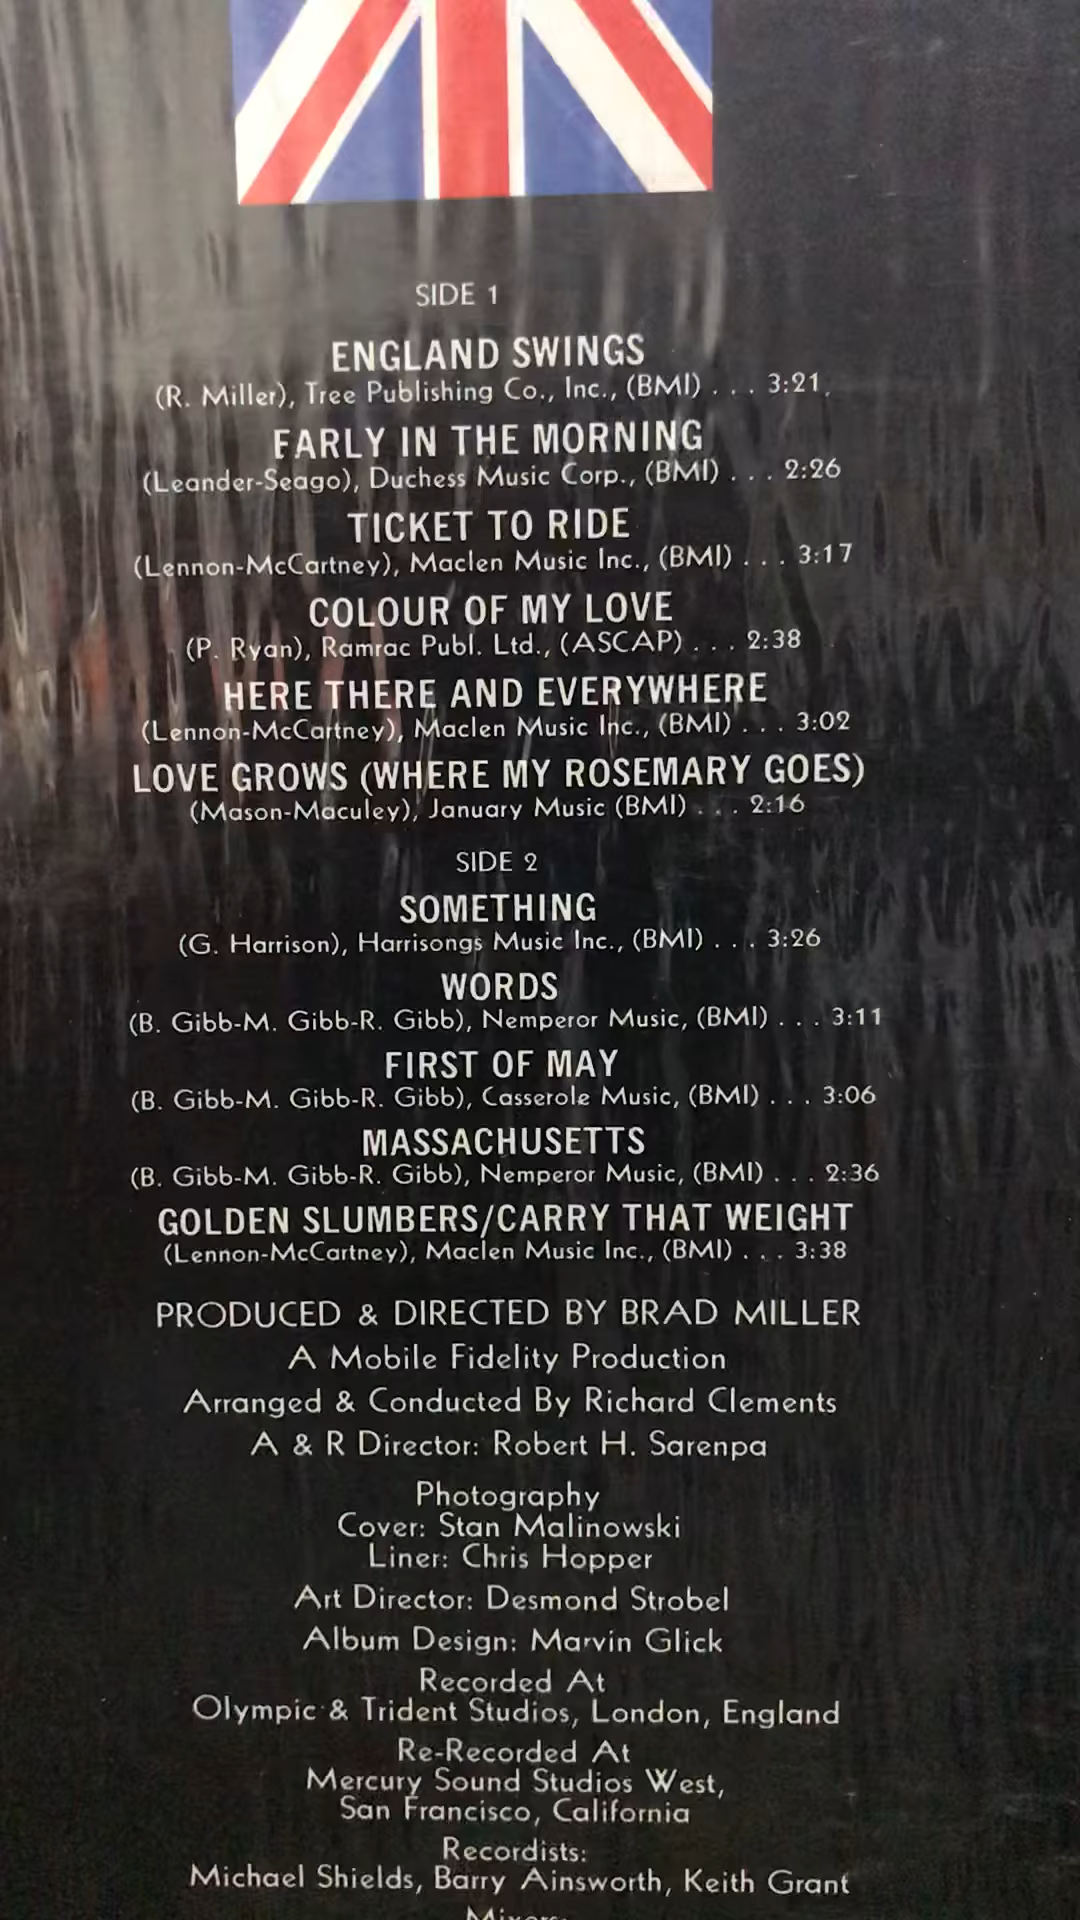 SIDE 1
ENGLAND SWINGS
(R. Miller), Tree Publishing Co., Inc., (BMI) . . . 3:21
EARLY IN THE MORNING
(Leander-Seago), Duchess Music Corp., (BMI) . . . 2:26
TICKET TO RIDE
(Lennon-McCartney), Maclen Music Inc., (BMI) . . . 3:17
COLOUR OF MY LOVE
(P. Ryan), Ramrac Publ. Ltd., (ASCAP) . . . 2:38
HERE THERE AND EVERYWHERE
(Lennon-McCartney), Maclen Music Inc., (BMI) . . . 3:02
LOVE GROWS (WHERE MY ROSEMARY GOES)
(Mason-Maculey), January Music (BMI) . . . 2:16
SIDE 2
SOMETHING
(G. Harrison), Harrisongs Music Inc., (BMI) . . . 3:26
WORDS
(B. Gibb-M. Gibb-R. Gibb), Nemperor Music, (BMI) . . . 3:11
FIRST OF MAY
(B. Gibb-M. Gibb-R. Gibb), Casserole Music, (BMI) . . . 3:06
MASSACHUSETTS
(B. Gibb-M. Gibb-R. Gibb), Nemperor Music, (BMI) . . . 2:36
GOLDEN SLUMBERS/CARRY THAT WEIGHT
(Lennon-McCartney), Maclen Music Inc., (BMI) . . . 3:38
PRODUCED & DIRECTED BY BRAD MILLER
A Mobile Fidelity Production
Arranged & Conducted By Richard Clements
A & R Director: Robert H. Sarenpa
Photography
Cover: Stan Malinowski
Liner: Chris Hopper
Art Director: Desmond Strobel
Album Design: Marvin Glick
Recorded At
Olympic & Trident Studios, London, England
Re-Recorded At
Mercury Sound Studios West,
San Francisco, California
Recordists:
Michael Shields, Barry Ainsworth, Keith Grant
Mixers: